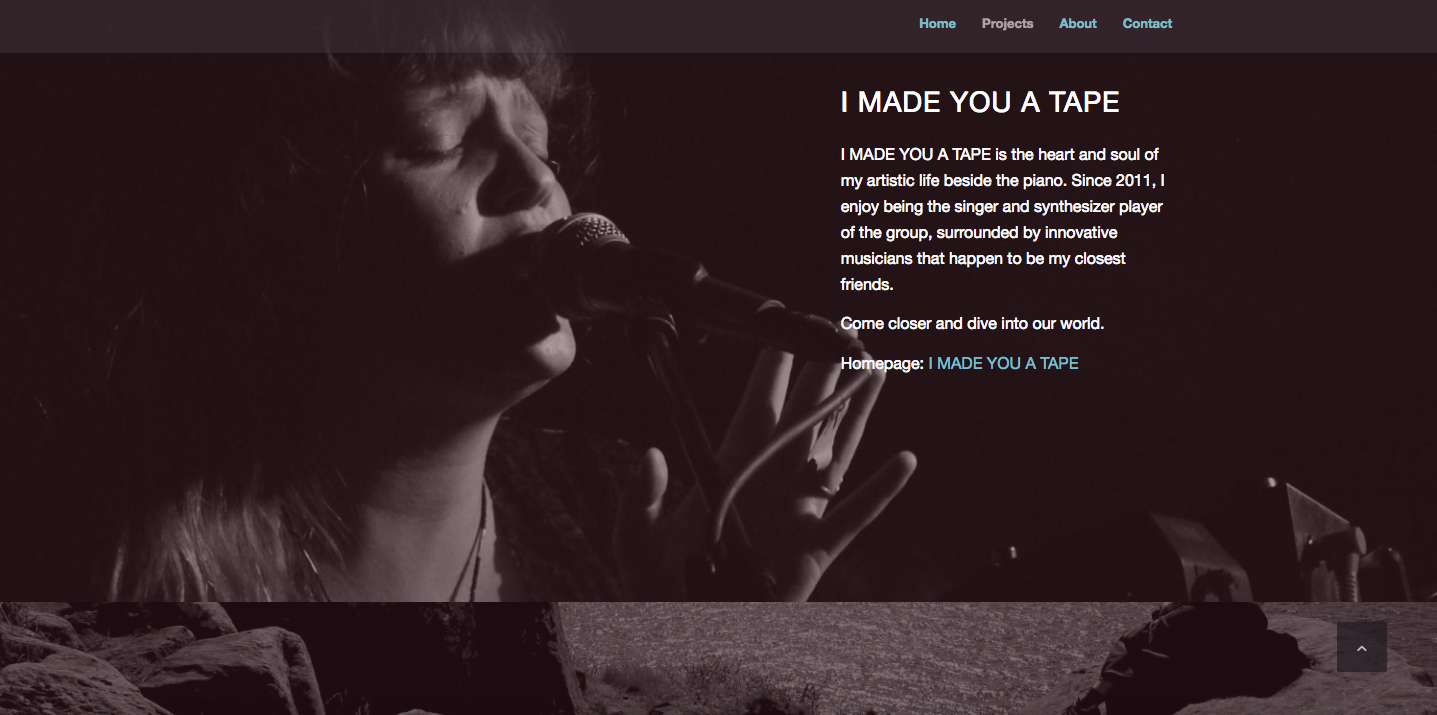 Home Projects About Contact
I MADE YOU A TAPE
I MADE YOU A TAPE is the heart and soul of
my artistic life beside the piano. Since 2011, I
enjoy being the singer and synthesizer player
of the group, surrounded by innovative
musicians that happen to be my closest
friends.
Come closer and dive into our world.
Homepage: I MADE YOU A TAPE